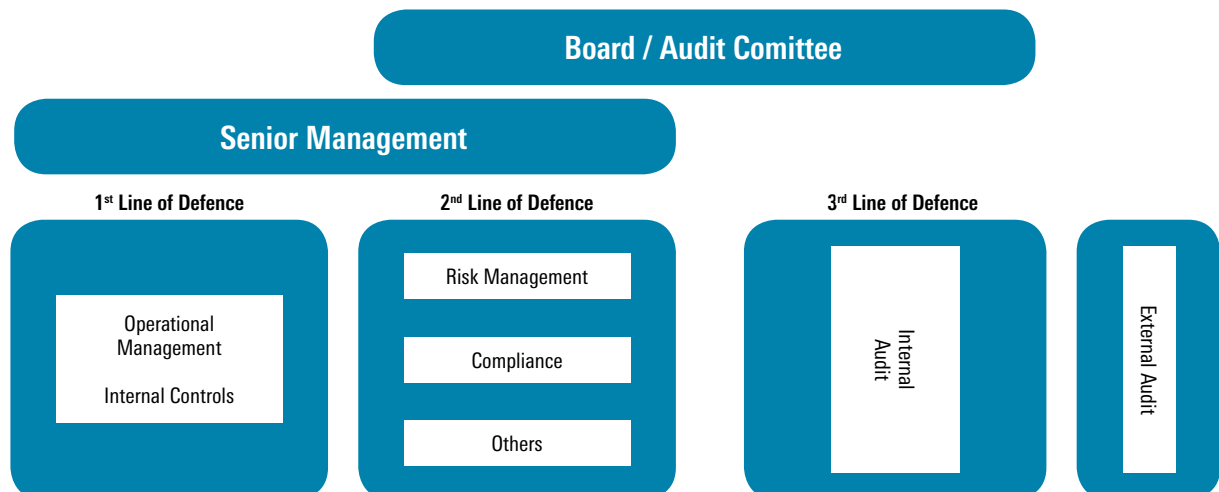 Board / Audit Comittee
Senior Management
1st Line of Defence
2nd Line of Defence
3rd Line of Defence
Operational
Management
Internal Controls
Risk Management
Compliance
Others
Internal
Audit
External Audit